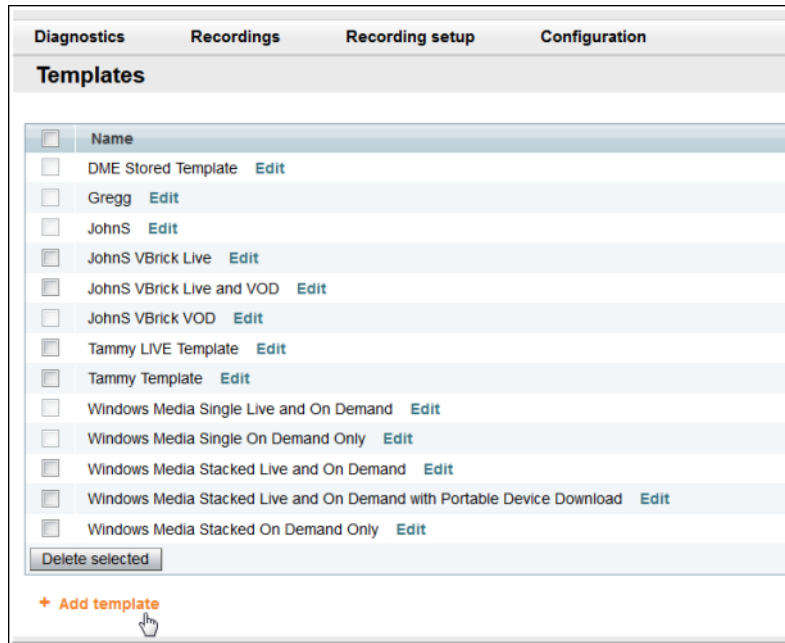 Diagnostics Recordings Recording setup Configuration
Templates
Name
DME Stored Template Edit
Gregg Edit
JohnS Edit
JohnS VBrick Live Edit
JohnS VBrick Live and VOD Edit
JohnS VBrick VOD Edit
Tammy LIVE Template Edit
Tammy Template Edit
Windows Media Single Live and On Demand Edit
Windows Media Single On Demand Only Edit
Windows Media Stacked Live and On Demand Edit
Windows Media Stacked Live and On Demand with Portable Device Download Edit
Windows Media Stacked On Demand Only Edit
Delete selected
+ Add template